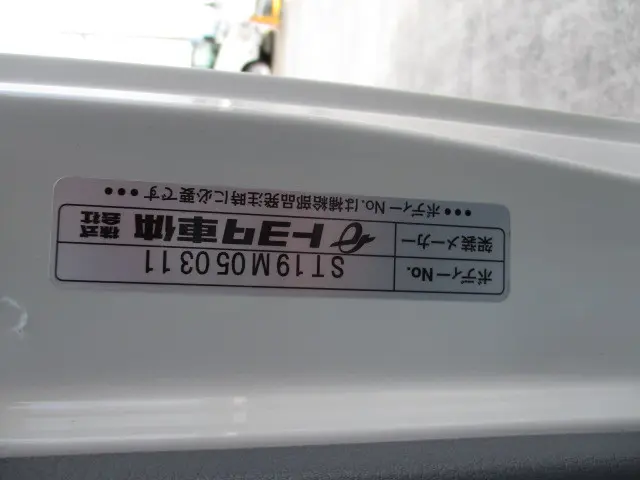 ボディーNo. ST19M050311
架装メーカー トヨタ車体 株式会社
•••ボディーNo.は補給部品発注時に必要です•••